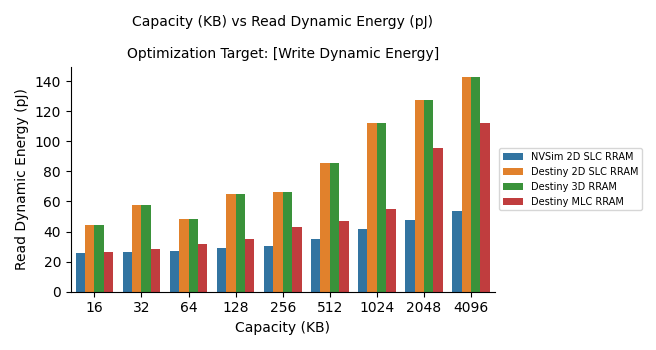 Capacity (KB) vs Read Dynamic Energy (pJ)
Optimization Target: [Write Dynamic Energy]
Read Dynamic Energy (pJ)
140
120
100
80
60
40
20
0
16 32 64 128 256 512 1024 2048 4096
Capacity (KB)
NVSim 2D SLC RRAM
Destiny 2D SLC RRAM
Destiny 3D RRAM
Destiny MLC RRAM